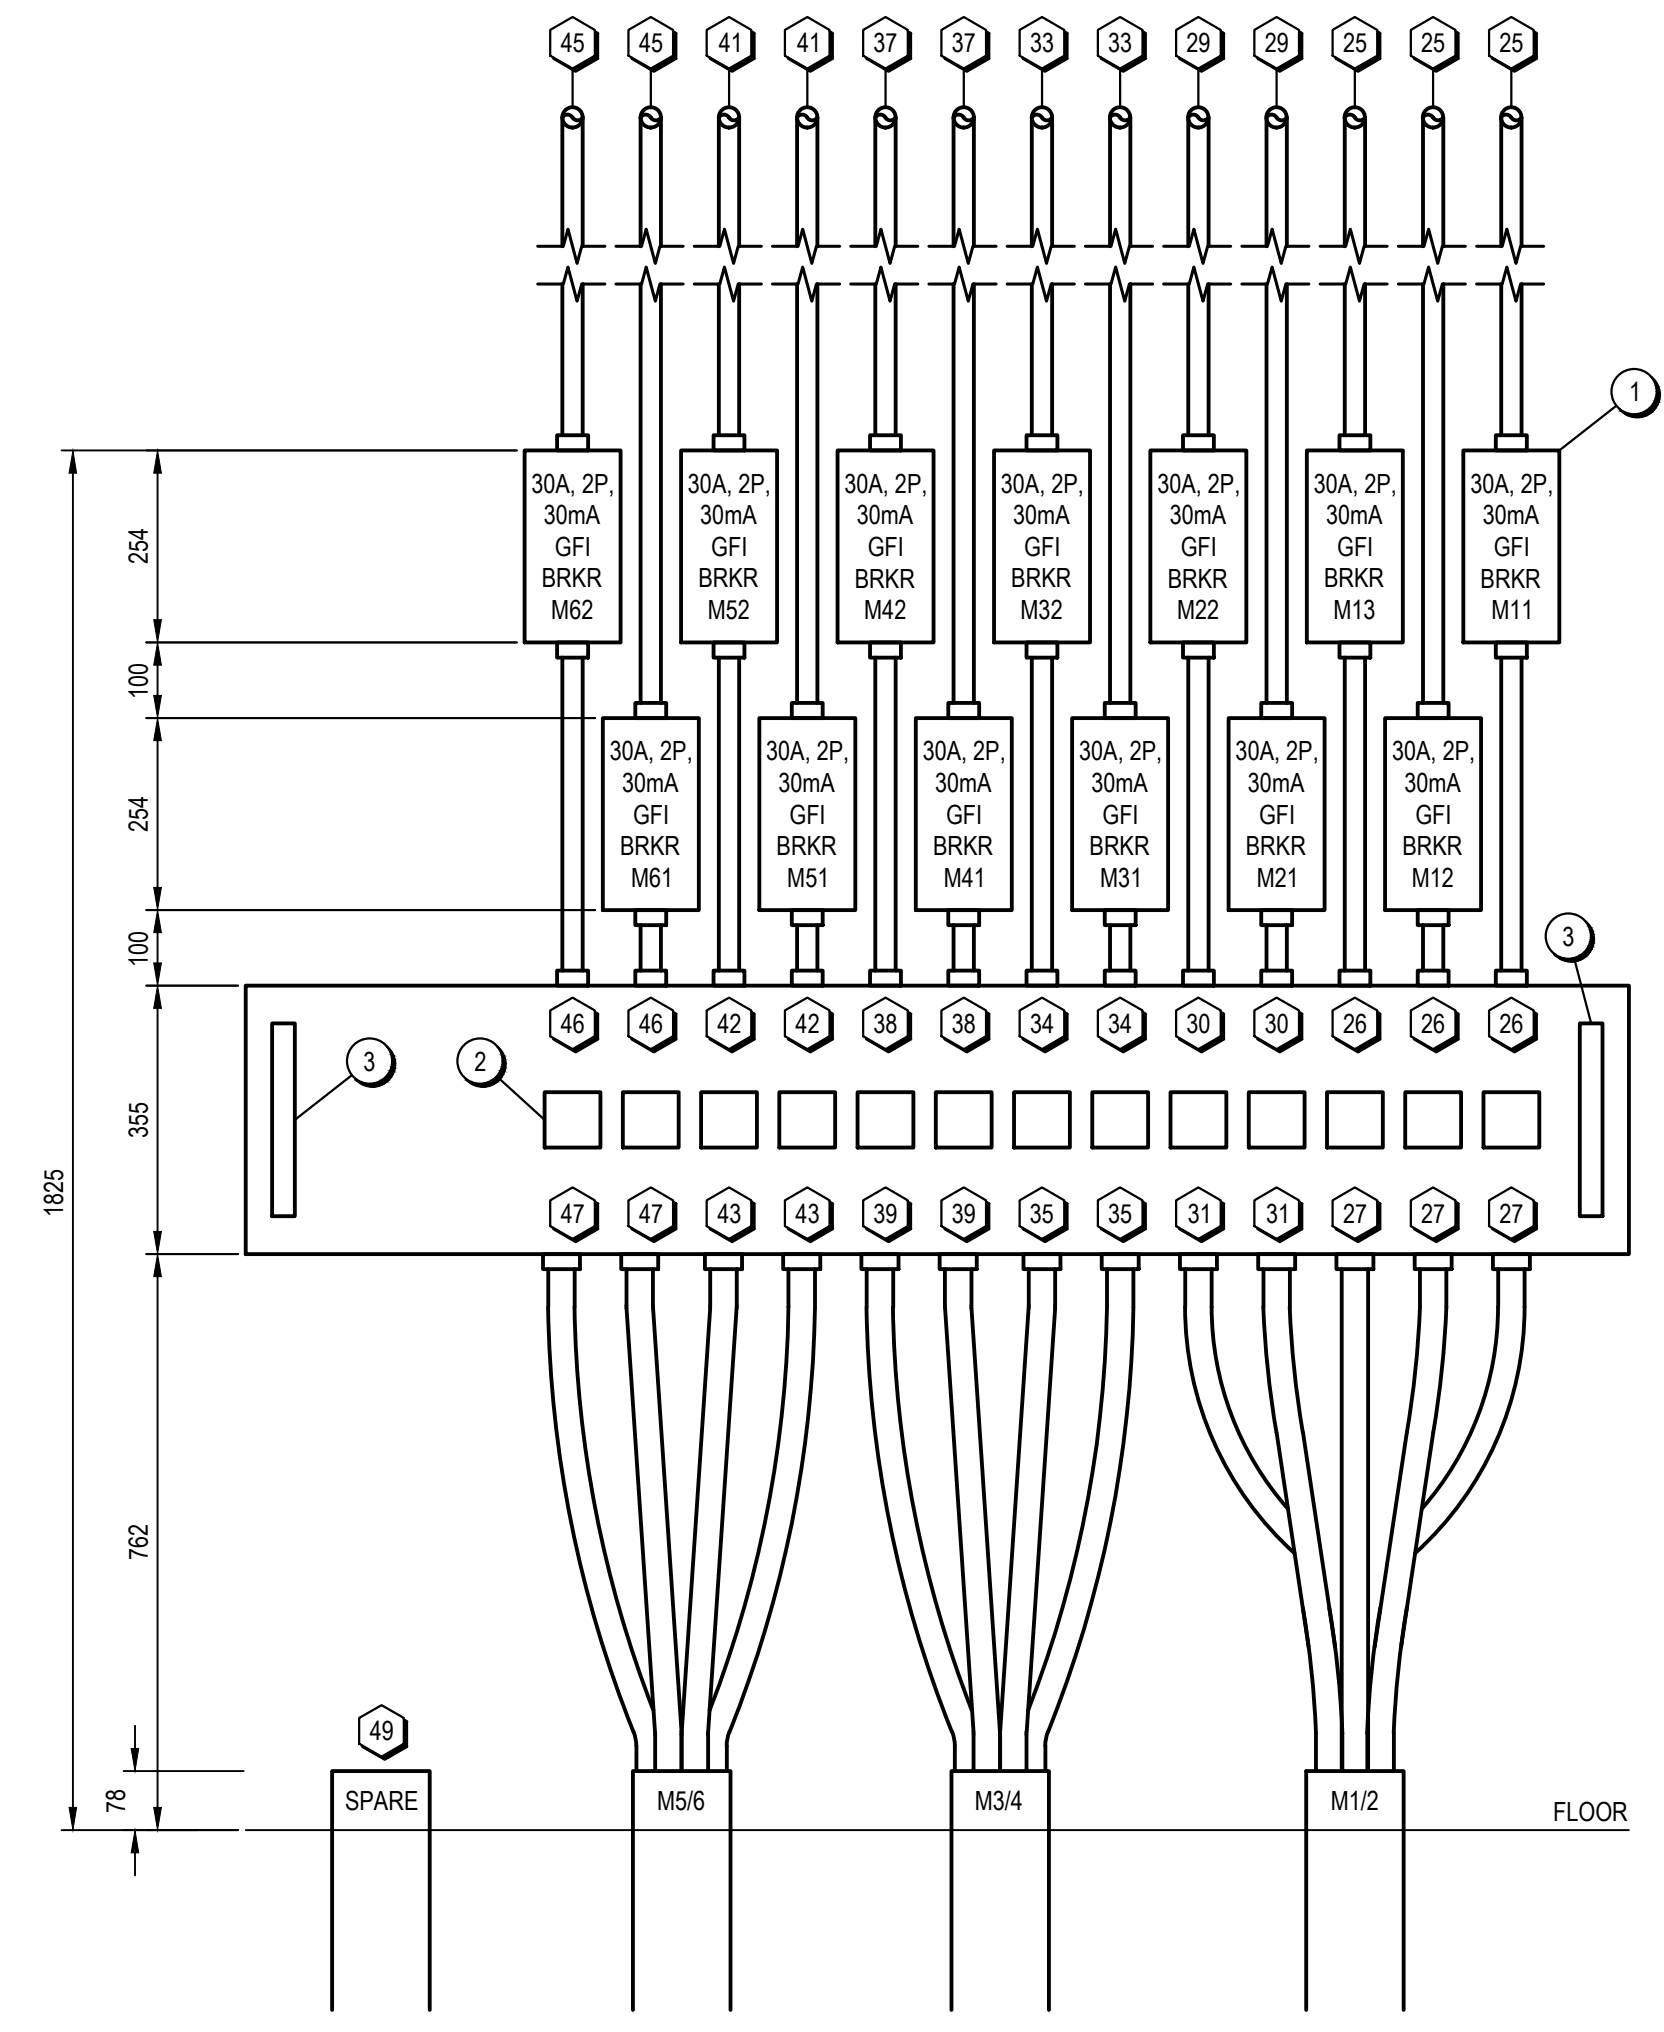 45 45 41 41 37 37 33 33 29 29 25 25 25
1
30A, 2P,
30mA
GFI
BRKR
M62
30A, 2P,
30mA
GFI
BRKR
M52
30A, 2P,
30mA
GFI
BRKR
M42
30A, 2P,
30mA
GFI
BRKR
M32
30A, 2P,
30mA
GFI
BRKR
M22
30A, 2P,
30mA
GFI
BRKR
M13
30A, 2P,
30mA
GFI
BRKR
M11
254
100
30A, 2P,
30mA
GFI
BRKR
M61
30A, 2P,
30mA
GFI
BRKR
M51
30A, 2P,
30mA
GFI
BRKR
M41
30A, 2P,
30mA
GFI
BRKR
M31
30A, 2P,
30mA
GFI
BRKR
M21
30A, 2P,
30mA
GFI
BRKR
M12
254
100
3
46 46 42 42 38 38 34 34 30 30 26 26 26
3
2
355
1825
47 47 43 43 39 39 35 35 31 31 27 27 27
762
49
78
SPARE
M5/6
M3/4
M1/2
FLOOR